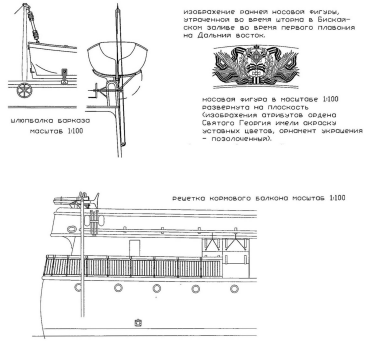 изображение ранней носовой фигуры,
утраченной во время шторма в Бискай-
ском заливе во время первого плавания
на Дальний восток.
носовая фигура в масштабе 1:100
развернута на плоскость
(изображения атрибутов ордена
Святого Георгия имели окраску
уставных цветов, орнамент украшения
- позолоченный).
шлюпбалка баркаса
масштаб 1:100
решетка кормового балкона масштаб 1:100